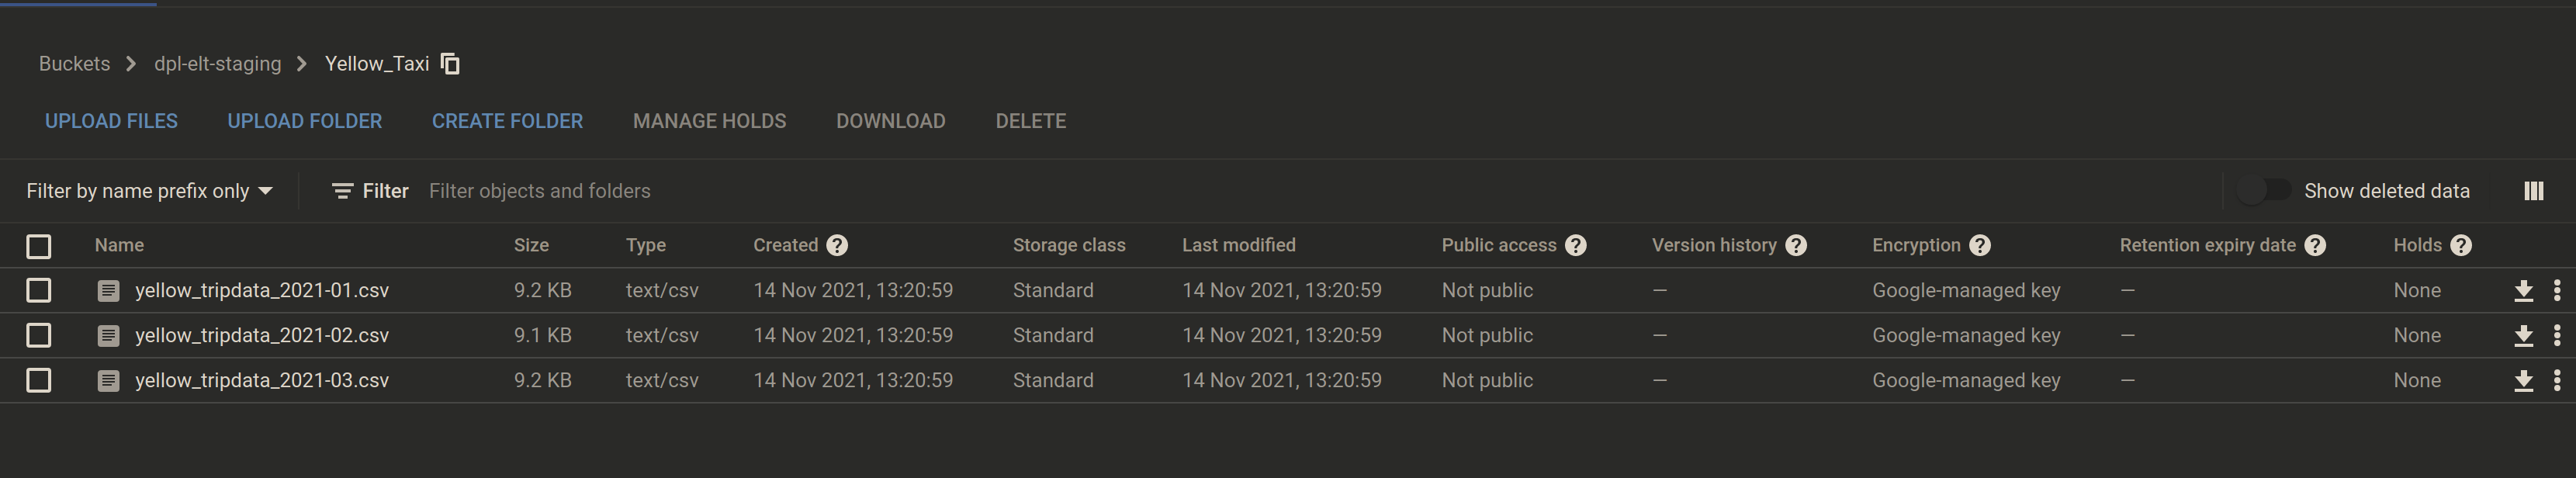 Buckets > dpl-elt-staging > Yellow_Taxi
UPLOAD FILES UPLOAD FOLDER CREATE FOLDER MANAGE HOLDS DOWNLOAD DELETE
Filter by name prefix only Filter Filter objects and folders Show deleted data
Name Size Type Created ? Storage class Last modified Public access ? Version history ? Encryption ? Retention expiry date ? Holds ?
yellow_tripdata_2021-01.csv 9.2 KB text/csv 14 Nov 2021, 13:20:59 Standard 14 Nov 2021, 13:20:59 Not public — Google-managed key — None
yellow_tripdata_2021-02.csv 9.1 KB text/csv 14 Nov 2021, 13:20:59 Standard 14 Nov 2021, 13:20:59 Not public — Google-managed key — None
yellow_tripdata_2021-03.csv 9.2 KB text/csv 14 Nov 2021, 13:20:59 Standard 14 Nov 2021, 13:20:59 Not public — Google-managed key — None